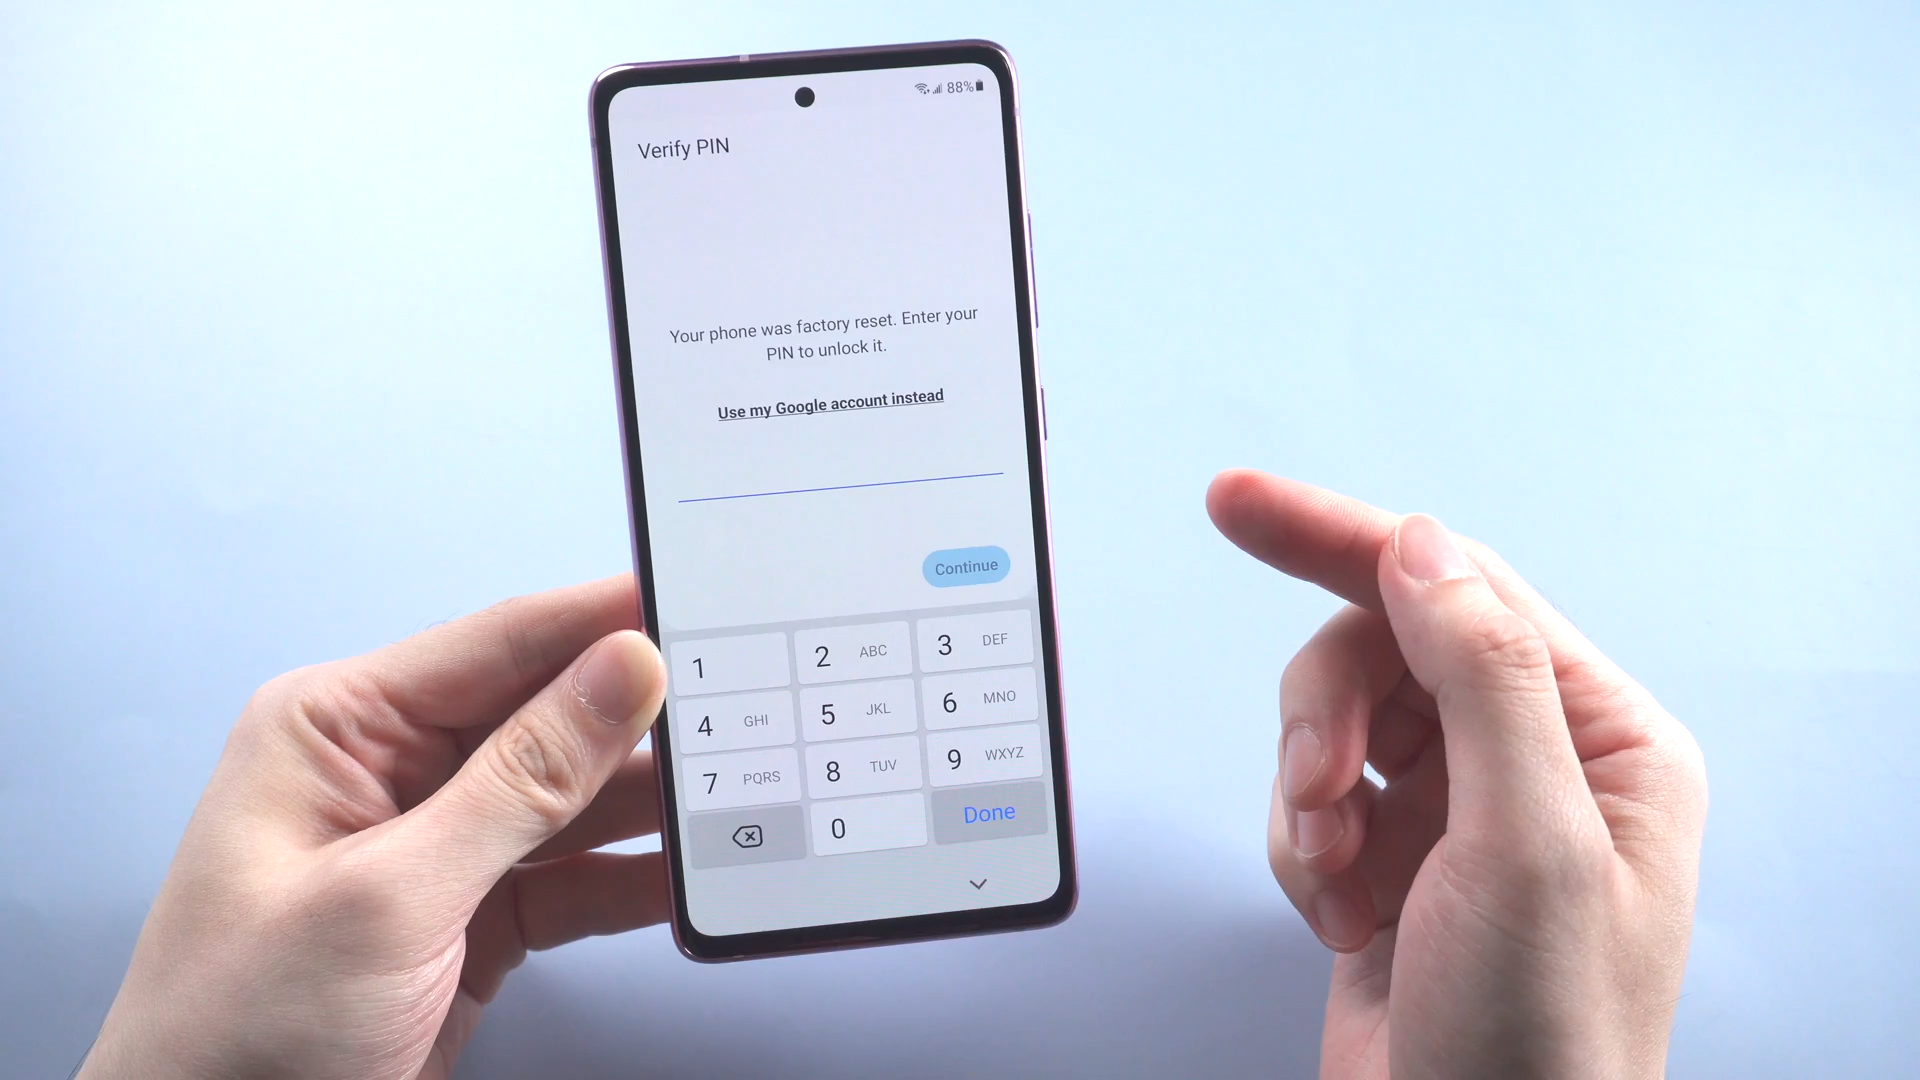 88%
Verify PIN
Your phone was factory reset. Enter your
PIN to unlock it.
Use my Google account instead
Continue
1
2 ABC
3 DEF
4 GHI
5 JKL
6 MNO
7 PQRS
8 TUV
9 WXYZ
0
Done